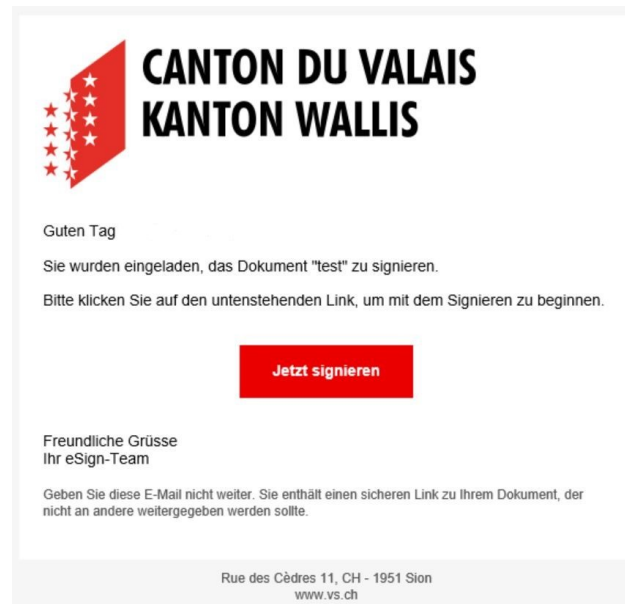 CANTON DU VALAIS
KANTON WALLIS
Guten Tag
Sie wurden eingeladen, das Dokument "test" zu signieren.
Bitte klicken Sie auf den untenstehenden Link, um mit dem Signieren zu beginnen.
Jetzt signieren
Freundliche Grüsse
Ihr eSign-Team
Geben Sie diese E-Mail nicht weiter. Sie enthält einen sicheren Link zu Ihrem Dokument, der
nicht an andere weitergegeben werden sollte.
Rue des Cèdres 11, CH - 1951 Sion
www.vs.ch